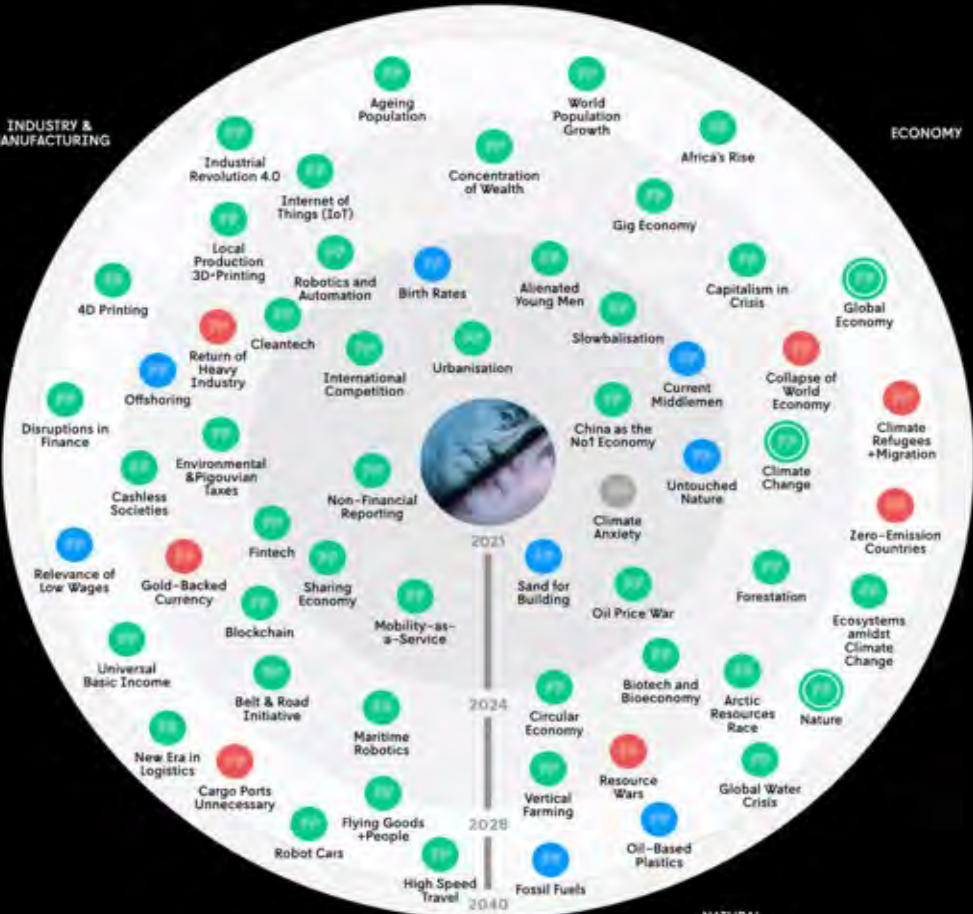 Ageing
Population
World
Population
Growth
INDUSTRY &
ANUFACTURING
ECONOMY
Industrial
Revolution 4.0
Concentration
of Wealth
Africa's Rise
Internet of
Things (IoT)
Gig Economy
Local
Production
3D-Printing
Robotics and
Automation
Birth Rates
Alienated
Young Men
Capitalism in
Crisis
4D Printing
Global
Economy
Cleantech
Slowbalisation
Return of
Heavy
Industry
International
Competition
Urbanisation
Current
Middlemen
Collapse of
World
Economy
Offshoring
Disruptions in
Finance
China as the
No1 Economy
Climate
Refugees
+Migration
Environmental
&Pigouvian
Taxes
Climate
Change
Cashless
Societies
Non-Financial
Reporting
Untouched
Nature
Climate
Anxiety
Zero-Emission
Countries
2021
Fintech
Relevance of
Low Wages
Gold-Backed
Currency
Sharing
Economy
Sand for
Building
Oil Price War
Forestation
Blockchain
Mobility-as-
a-Service
Ecosystems
amidst
Climate
Change
Universal
Basic Income
Belt & Road
Initiative
Biotech and
Bioeconomy
Arctic
Resources
Race
Nature
2024
Circular
Economy
Maritime
Robotics
New Era in
Logistics
Cargo Ports
Unnecessary
Resource
Wars
Global Water
Crisis
Vertical
Farming
Flying Goods
+People
2028
Robot Cars
Oil-Based
Plastics
High Speed
Travel
Fossil Fuels
2040